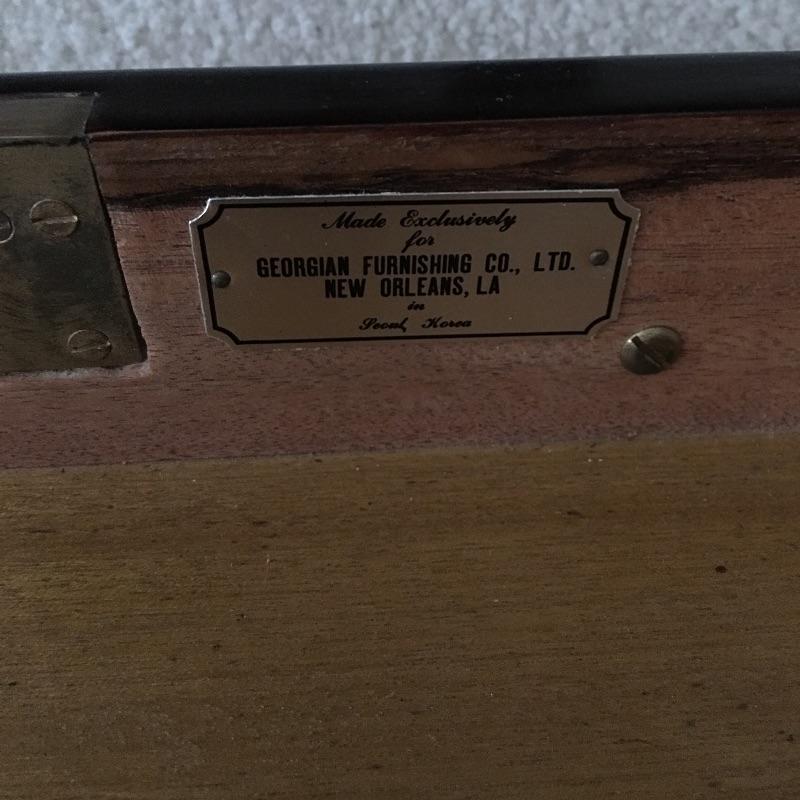 Made Exclusively
for
GEORGIAN FURNISHING CO., LTD.
NEW ORLEANS, LA
in
Seoul, Korea